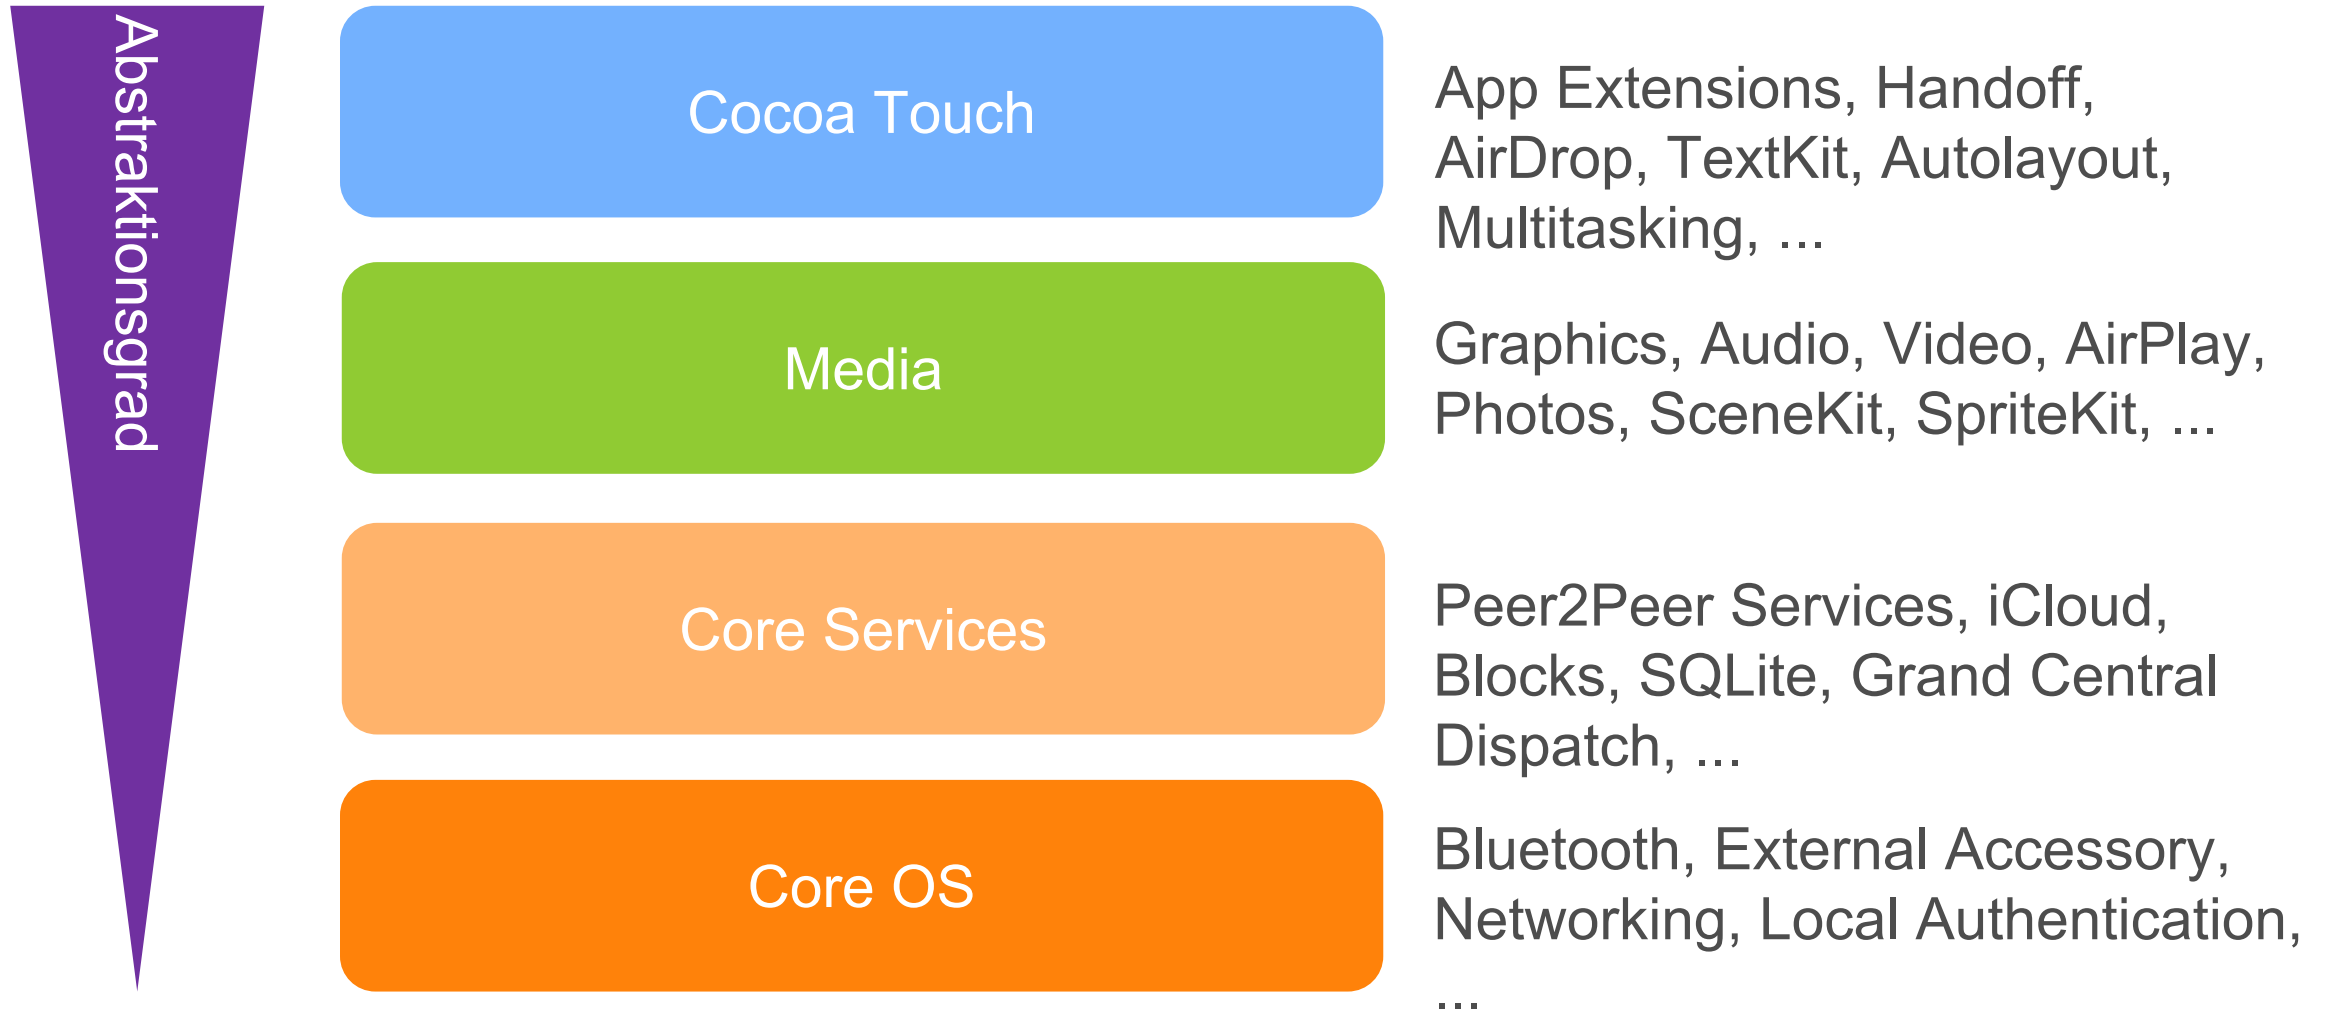 Abstraktionsgrad
Cocoa Touch
App Extensions, Handoff,
AirDrop, TextKit, Autolayout,
Multitasking, ...
Media
Graphics, Audio, Video, AirPlay,
Photos, SceneKit, SpriteKit, ...
Core Services
Peer2Peer Services, iCloud,
Blocks, SQLite, Grand Central
Dispatch, ...
Core OS
Bluetooth, External Accessory,
Networking, Local Authentication,
...